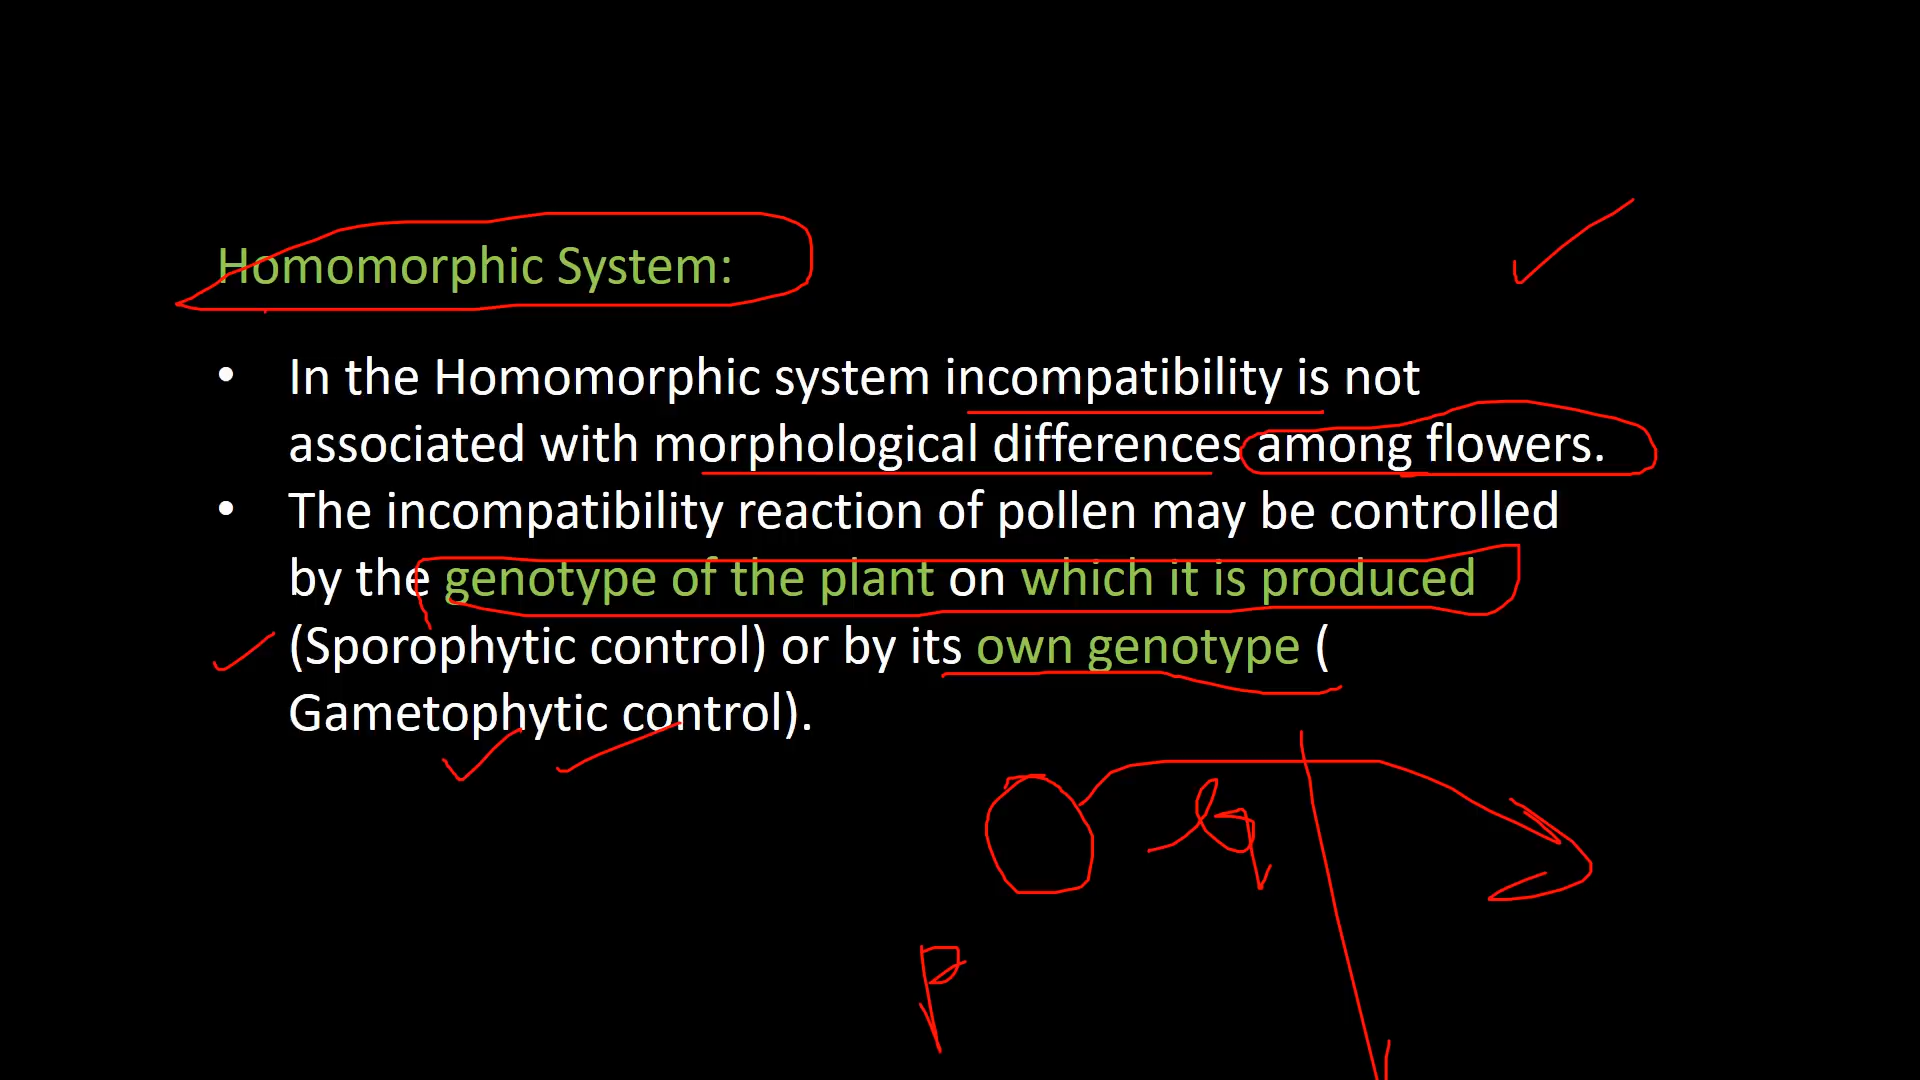 Homomorphic System:
• In the Homomorphic system incompatibility is not
associated with morphological differences among flowers.
• The incompatibility reaction of pollen may be controlled
by the genotype of the plant on which it is produced
(Sporophytic control) or by its own genotype (
Gametophytic control).
P